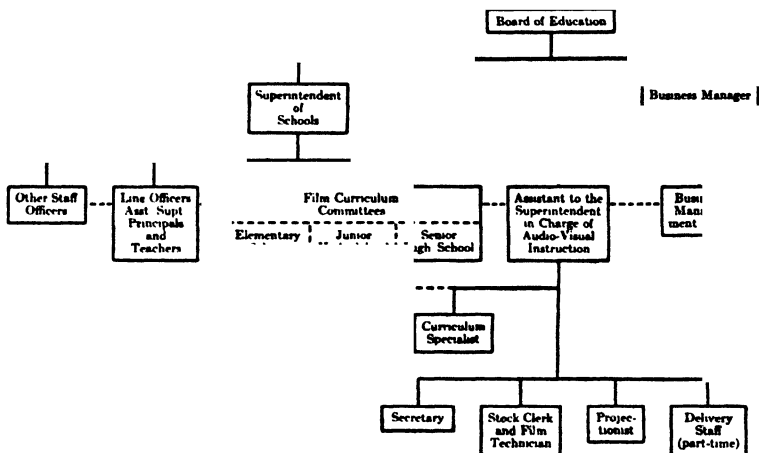 Board of Education
Superintendent
of
Schools
Business Manager
Other Staff
Officers
Line Officers
Asst Supt
Principals
and
Teachers
Film Curriculum
Committees
Elementary
Junior
Senior
High School
Assistant to the
Superintendent
in Charge of
Audio-Visual
Instruction
Curriculum
Specialist
Secretary
Stock Clerk
and Film
Technician
Projec-
tionist
Delivery
Staff
(part-time)